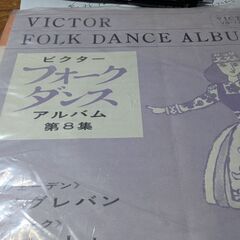 VICTOR
FOLK DANCE ALBU
ビクター
フォーク
ダンス
アルバム
第8集
デン〉
ブレバン
ク〉